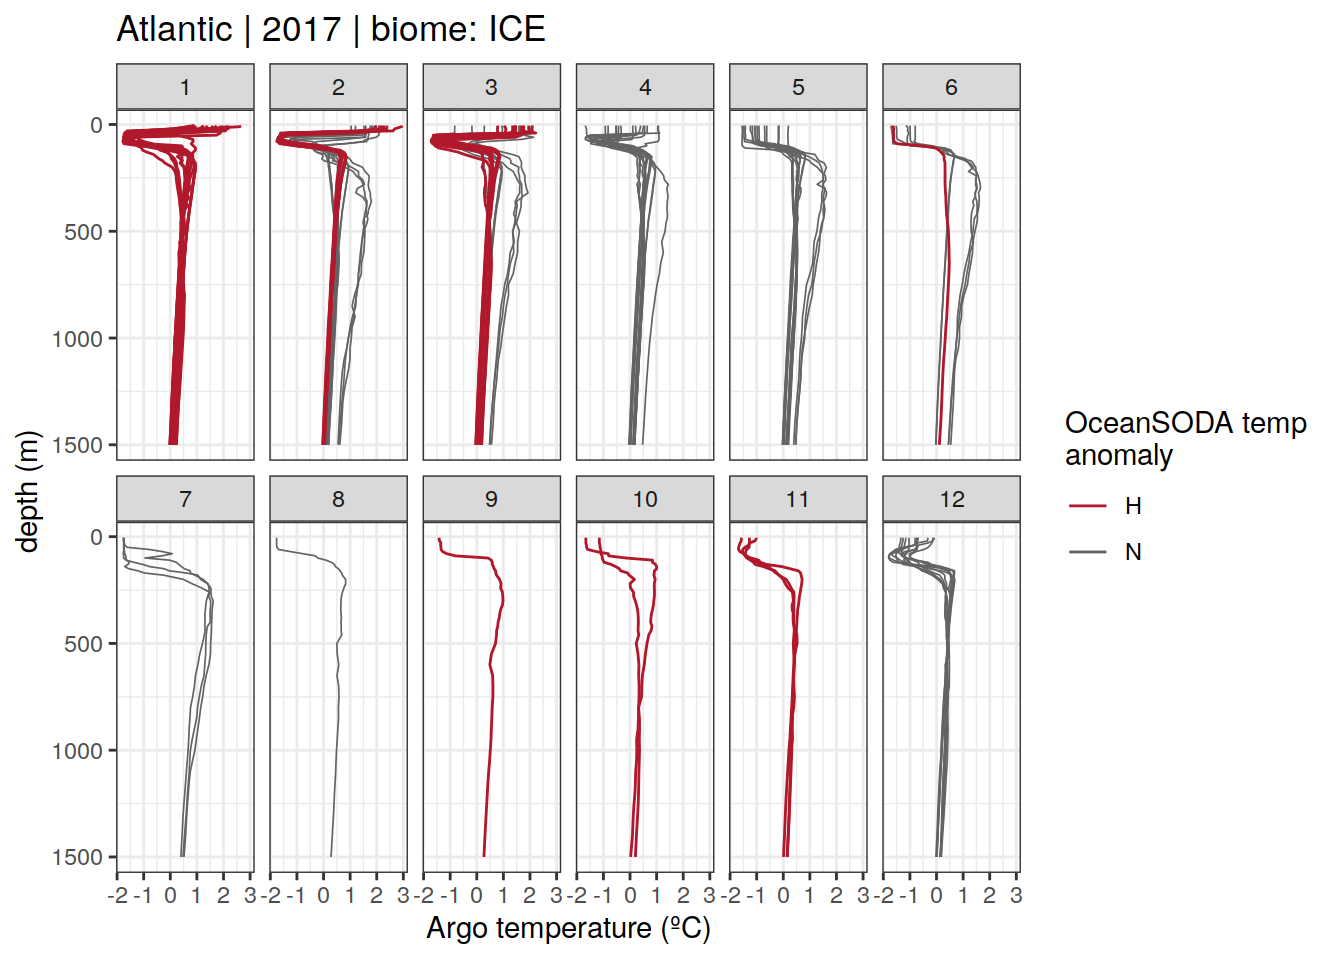 Atlantic | 2017 | biome: ICE
1 2 3 4 5 6
0
500
1000
1500
7 8 9 10 11 12
0
500
1000
1500
-2 -1 0 1 2 3 -2 -1 0 1 2 3 -2 -1 0 1 2 3 -2 -1 0 1 2 3 -2 -1 0 1 2 3 -2 -1 0 1 2 3
Argo temperature (ºC)
depth (m)
OceanSODA temp
anomaly
H
N